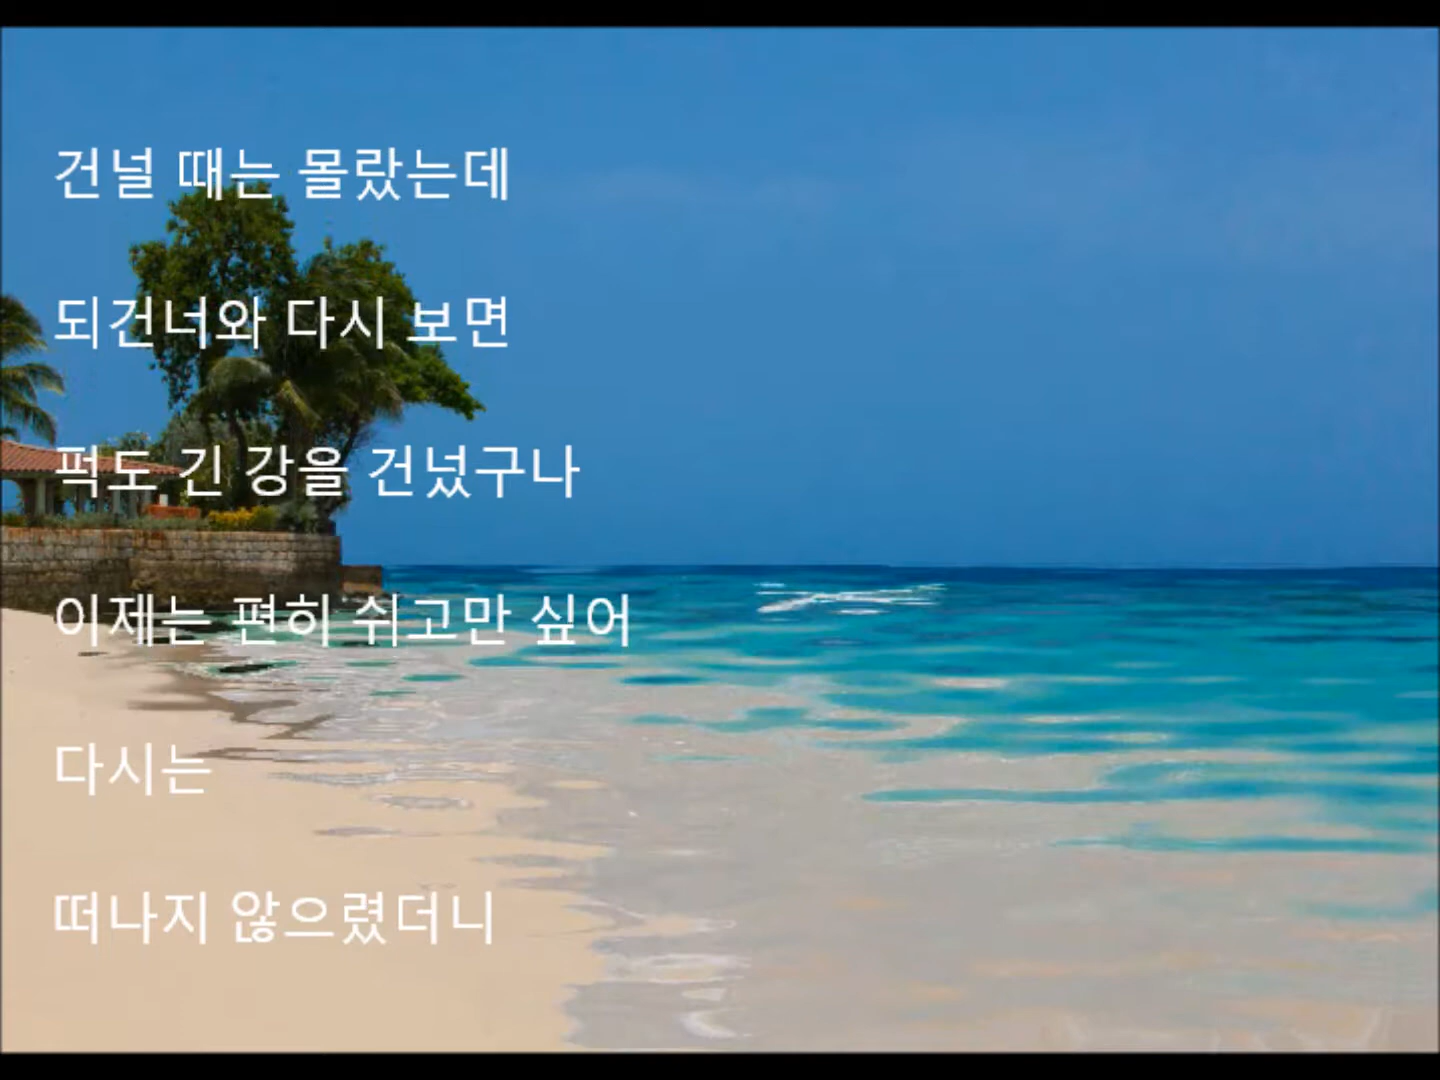 건널 때는 몰랐는데
되건너와 다시 보면
퍽도 긴 강을 건넜구나
이제는 편히 쉬고만 싶어
다시는
떠나지 않으렸더니